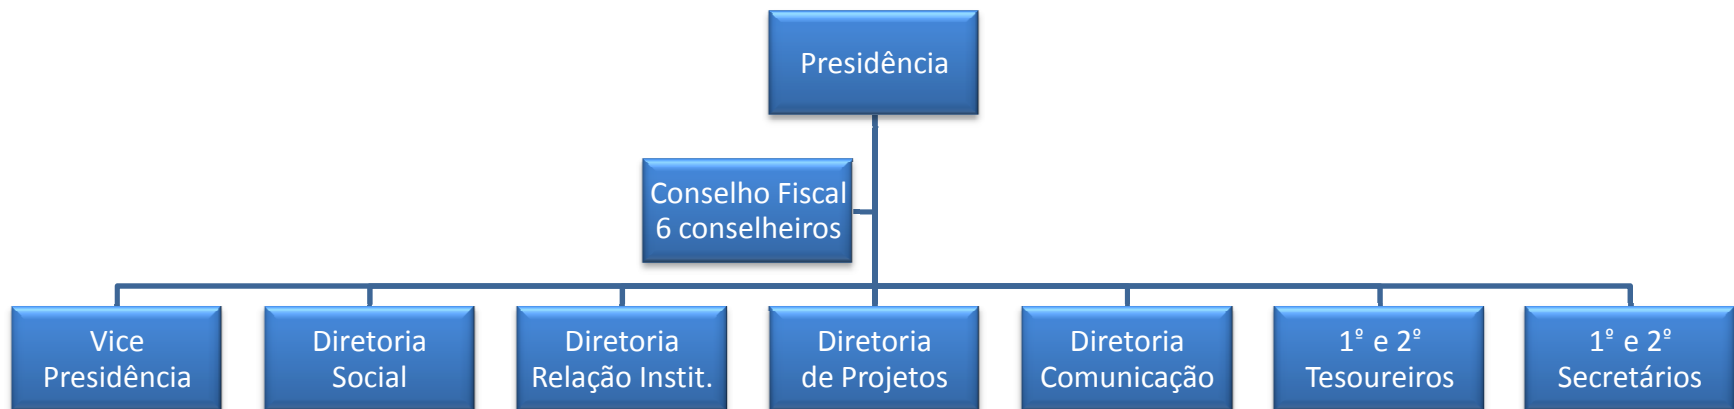 Presidência
Conselho Fiscal
6 conselheiros
Vice
Presidência
Diretoria
Social
Diretoria
Relação Instit.
Diretoria
de Projetos
Diretoria
Comunicação
1º e 2º
Tesoureiros
1º e 2º
Secretários